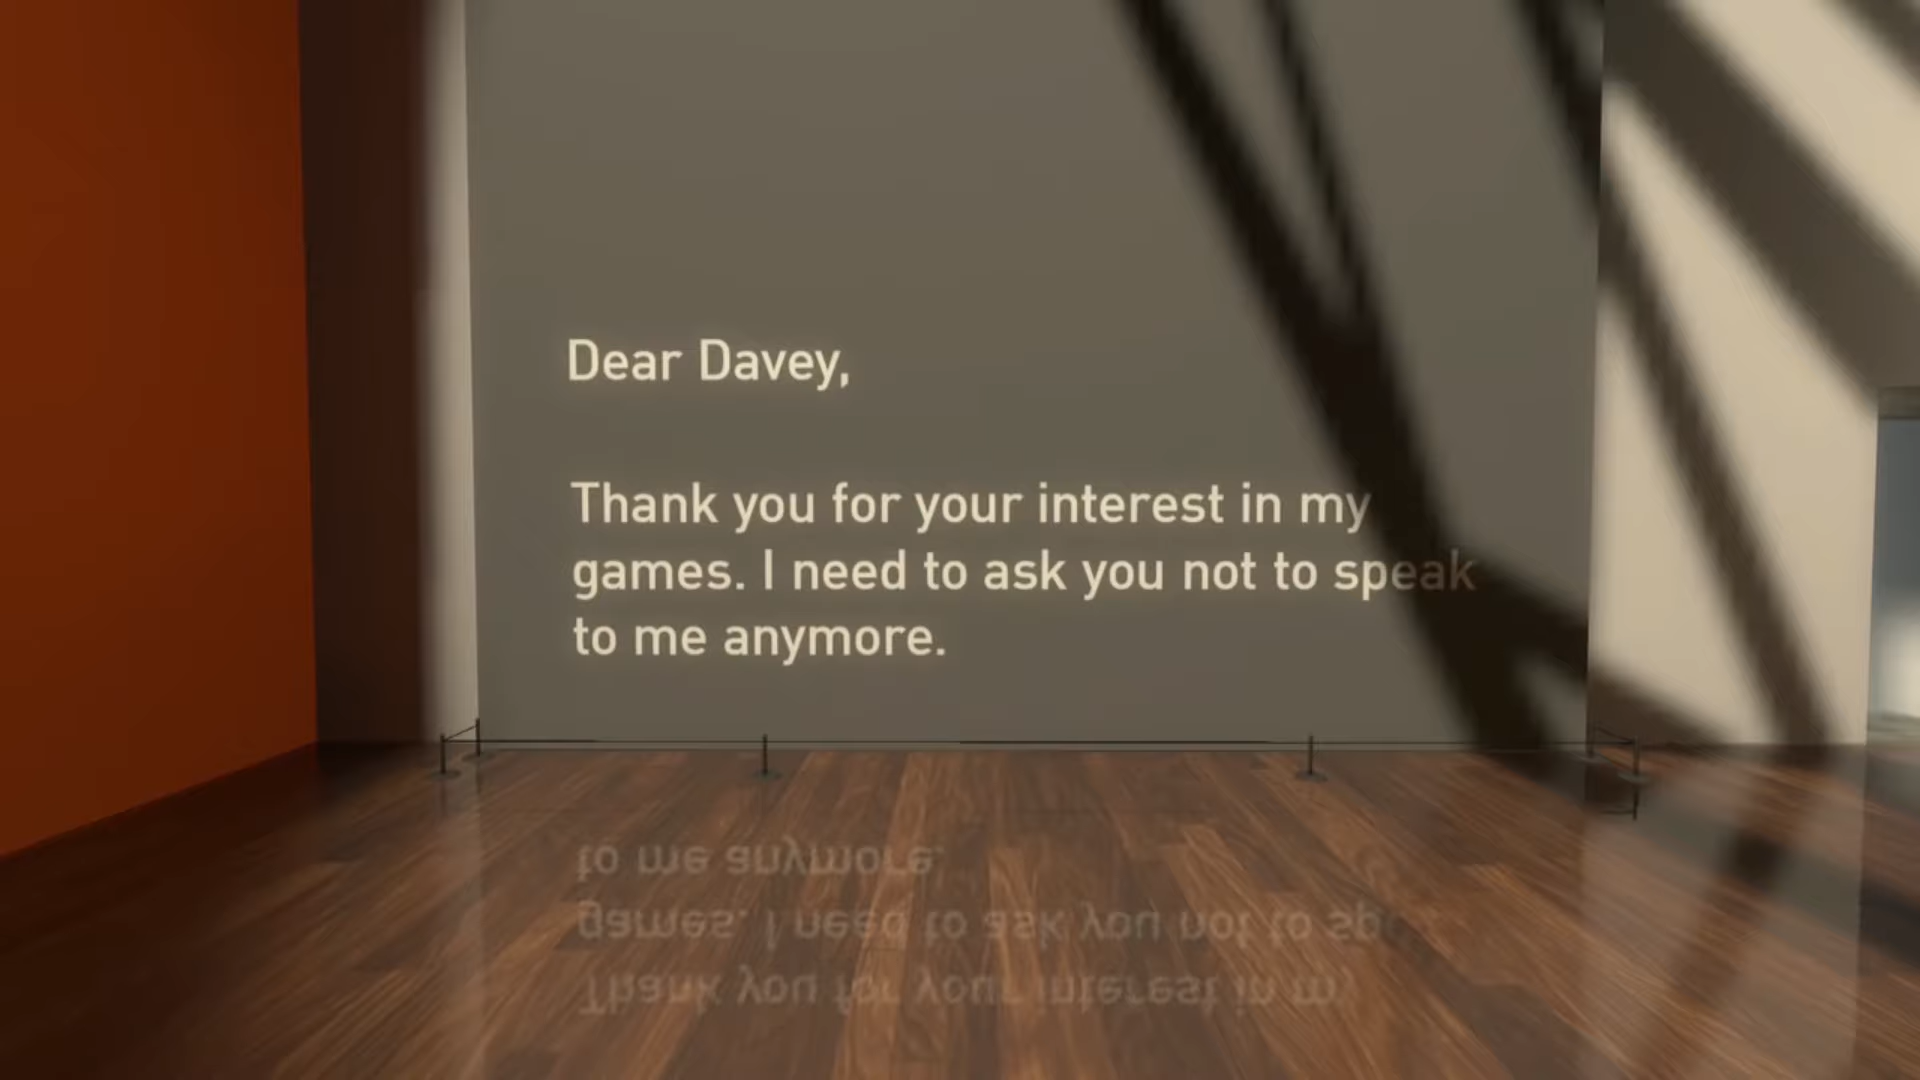 Dear Davey,
Thank you for your interest in my
games. I need to ask you not to speak
to me anymore.